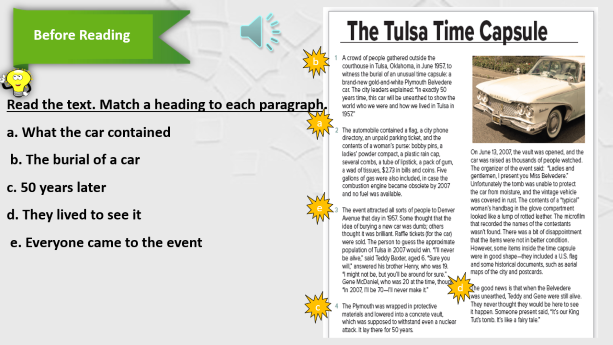 Before Reading
Read the text. Match a heading to each paragraph.
a. What the car contained
b. The burial of a car
c. 50 years later
d. They lived to see it
e. Everyone came to the event
The Tulsa Time Capsule
b
1 A crowd of people gathered outside the
courthouse in Tulsa, Oklahoma, in June 1957, to
witness the burial of an unusual time capsule: a
brand-new gold-and-white Plymouth Belvedere
car. The city leaders explained: "In exactly 50
years time, this car will be unearthed to show the
world who we were and how we lived in Tulsa in
1957."
a
2 The automobile contained a flag, a city phone
directory, an unpaid parking ticket, and the
contents of a woman's purse: bobby pins, a
ladies' powder compact, a plastic rain cap,
several combs, a tube of lipstick, a pack of gum,
a wad of tissues, $2.73 in bills and coins. Five
gallons of gas were also included, in case the
combustion engine became obsolete by 2007
and no fuel was available.
e
3 The event attracted all sorts of people to Denver
Avenue that day in 1957. Some thought that the
idea of burying a new car was dumb; others
thought it was brilliant. Raffle tickets (for the car)
were sold. The person to guess the approximate
population of Tulsa in 2007 would win. "I'll never
be alive," said Teddy Baxter, aged 6. "Sure you
will," answered his brother Henry, who was 19.
"I might not be, but you'll be around for sure."
Gene McDaniel, who was 20 at the time, though
"In 2007, I'll be 70—I'll never make it."
c
4 The Plymouth was wrapped in protective
materials and lowered into a concrete vault,
which was supposed to withstand even a nuclear
attack. It lay there for 50 years.
On June 13, 2007, the vault was opened, and the
car was raised as thousands of people watched.
The organizer of the event said: "Ladies and
gentlemen, I present you Miss Belvedere."
Unfortunately the tomb was unable to protect
the car from moisture, and the vintage vehicle
was covered in rust. The contents of a "typical"
woman's handbag in the glove compartment
looked like a lump of rotted leather. The microfilm
that recorded the names of the contestants
wasn't found. There was a bit of disappointment
that the items were not in better condition.
However, some items inside the time capsule
were in good shape—they included a U.S. flag
and some historical documents, such as aerial
maps of the city and postcards.
d
The good news is that when the Belvedere
was unearthed, Teddy and Gene were still alive.
They never thought they would be here to see
it happen. Someone present said, "It's our King
Tut's tomb. It's like a fairy tale."